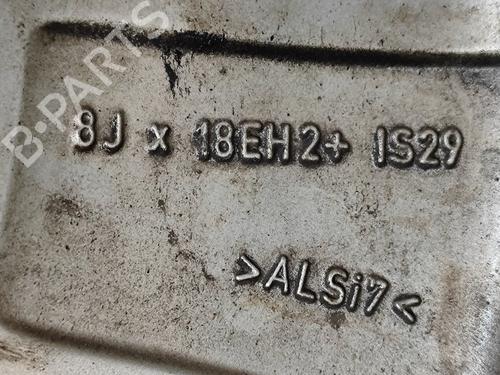 B-PARTS
8J x 18EH2+ IS29
>ALSi7<